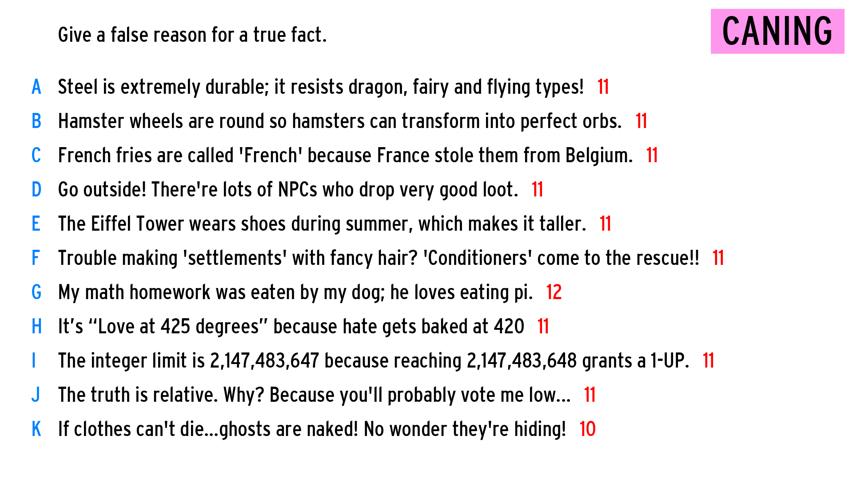 Give a false reason for a true fact.
CANING
A Steel is extremely durable; it resists dragon, fairy and flying types! 11
B Hamster wheels are round so hamsters can transform into perfect orbs. 11
C French fries are called 'French' because France stole them from Belgium. 11
D Go outside! There're lots of NPCs who drop very good loot. 11
E The Eiffel Tower wears shoes during summer, which makes it taller. 11
F Trouble making 'settlements' with fancy hair? 'Conditioners' come to the rescue!! 11
G My math homework was eaten by my dog; he loves eating pi. 12
H It’s “Love at 425 degrees” because hate gets baked at 420 11
I The integer limit is 2,147,483,647 because reaching 2,147,483,648 grants a 1-UP. 11
J The truth is relative. Why? Because you'll probably vote me low... 11
K If clothes can't die...ghosts are naked! No wonder they're hiding! 10